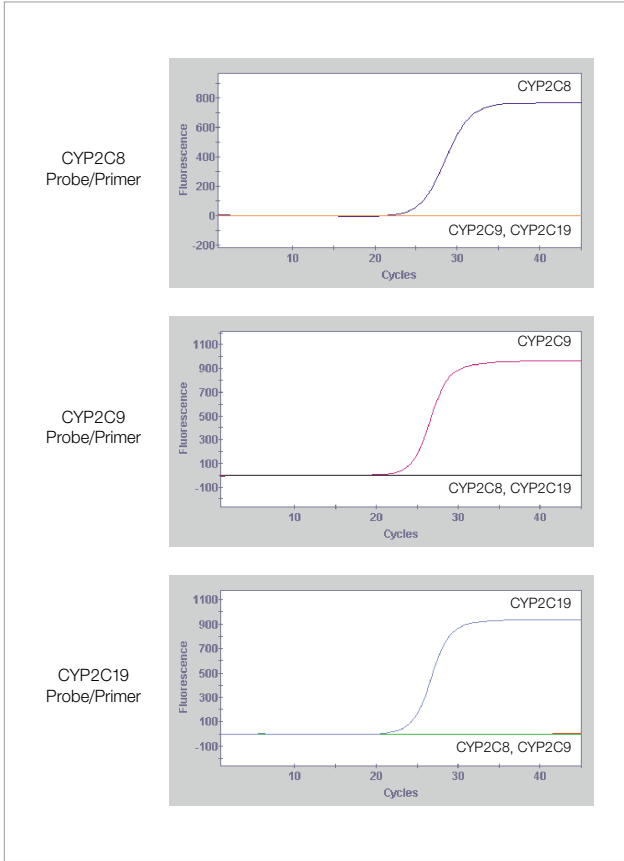 CYP2C8
Probe/Primer
Fluorescence
800
600
400
200
0
-200
CYP2C8
CYP2C9, CYP2C19
10 20 30 40
Cycles
CYP2C9
Probe/Primer
Fluorescence
1100
900
700
500
300
100
-100
CYP2C9
CYP2C8, CYP2C19
10 20 30 40
Cycles
CYP2C19
Probe/Primer
Fluorescence
1100
900
700
500
300
100
-100
CYP2C19
CYP2C8, CYP2C9
10 20 30 40
Cycles